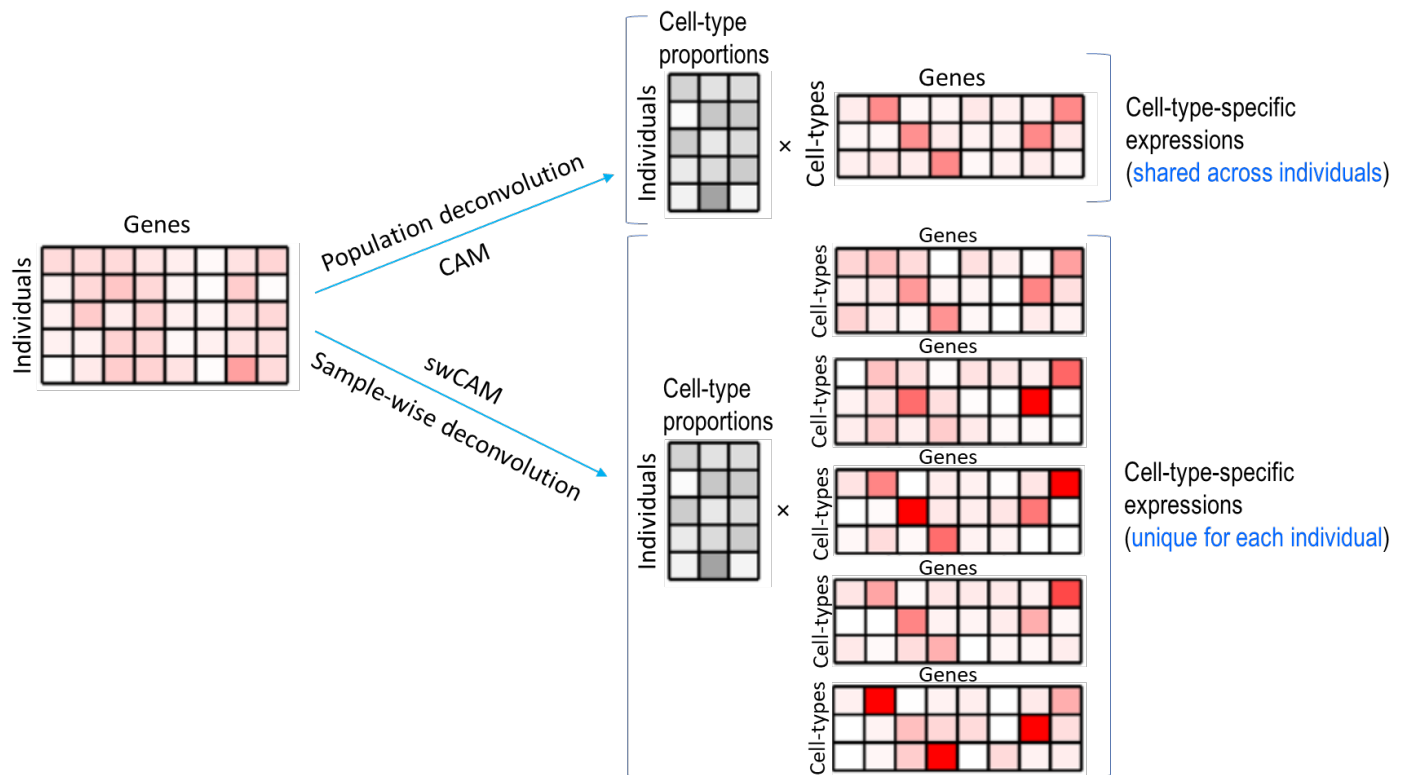 Genes
Individuals
Population deconvolution
CAM
swCAM
Sample-wise deconvolution
Cell-type
proportions
Individuals
×
Genes
Cell-types
Cell-type-specific
expressions
(shared across individuals)
Cell-type
proportions
Individuals
×
Genes
Cell-types
Genes
Cell-types
Genes
Cell-types
Genes
Cell-types
Genes
Cell-types
Cell-type-specific
expressions
(unique for each individual)